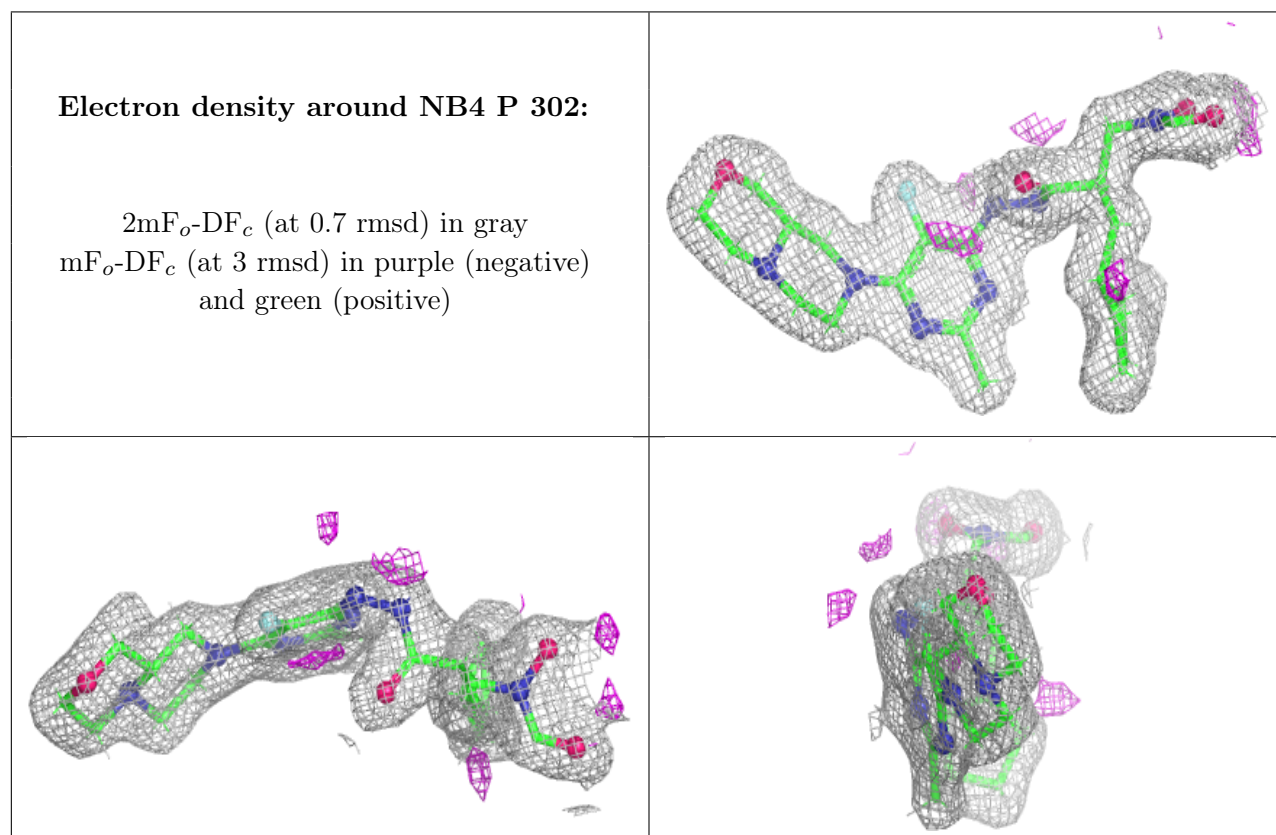 Electron density around NB4 P 302:
2mFₒ-DF𝒸 (at 0.7 rmsd) in gray
mFₒ-DF𝒸 (at 3 rmsd) in purple (negative)
and green (positive)